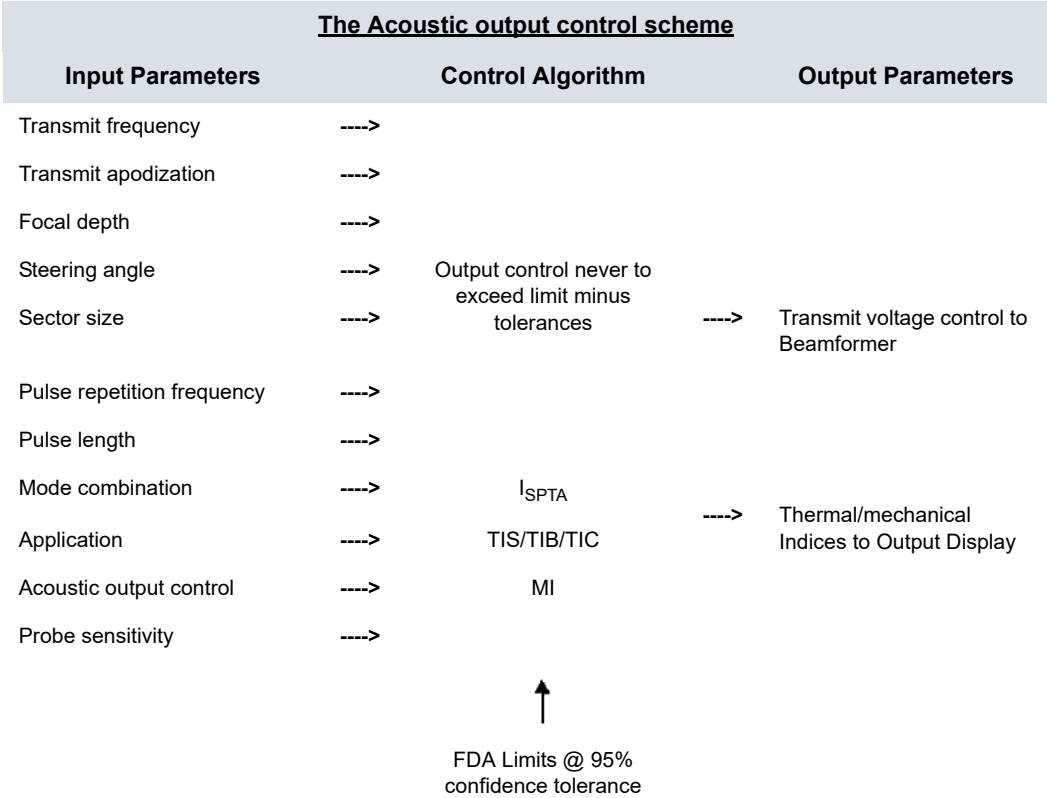 The Acoustic output control scheme
Input Parameters Control Algorithm Output Parameters
Transmit frequency ---->
Transmit apodization ---->
Focal depth ---->
Steering angle ----> Output control never to
exceed limit minus
Sector size ----> tolerances ----> Transmit voltage control to
Beamformer
Pulse repetition frequency ---->
Pulse length ---->
Mode combination ----> ISPTA
----> Thermal/mechanical
Application ----> TIS/TIB/TIC Indices to Output Display
Acoustic output control ----> MI
Probe sensitivity ---->
FDA Limits @ 95%
confidence tolerance